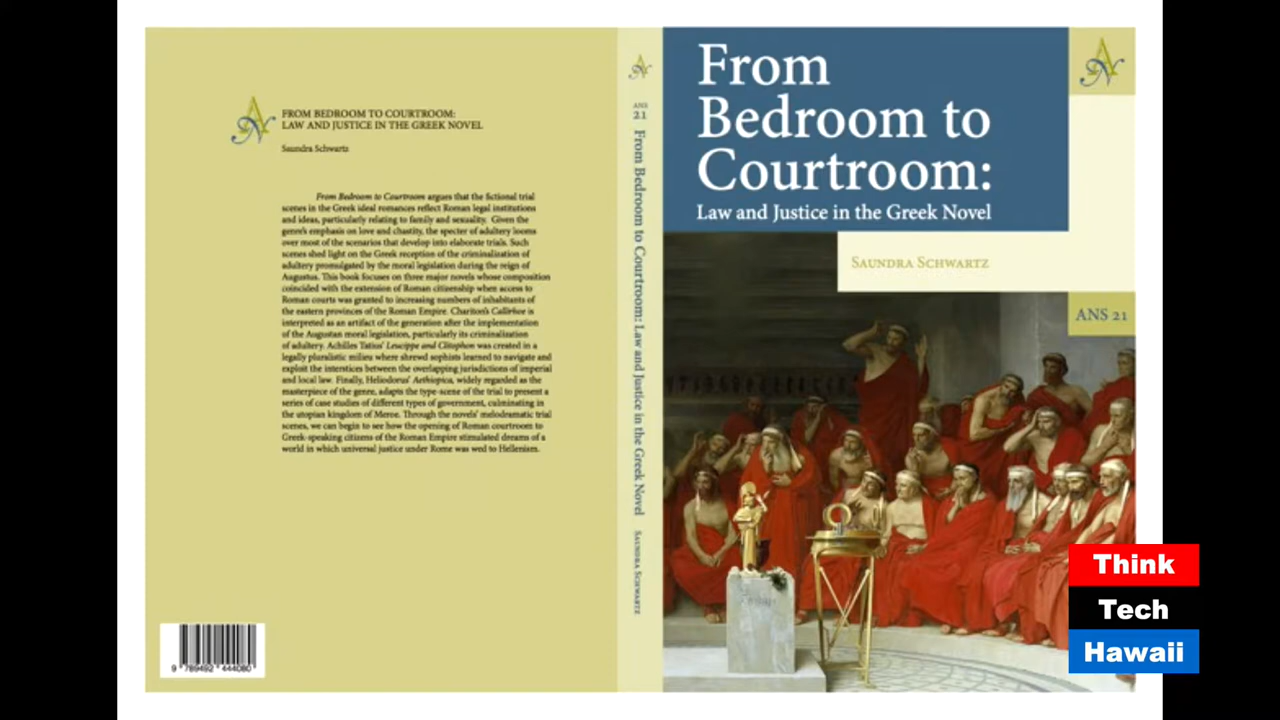 FROM BEDROOM TO COURTROOM:
LAW AND JUSTICE IN THE GREEK NOVEL
Saundra Schwartz
From Bedroom to Courtroom argues that the fictional trial
scenes in the Greek ideal romances reflect Roman legal institutions
and ideas, particularly relating to family and sexuality. Given the
genre's emphasis on love and chastity, the specter of adultery looms
over most of the scenarios that develop into elaborate trials. Such
scenes shed light on the Greek reception of the criminalization of
adultery promulgated by the moral legislation during the reign of
Augustus. This book focuses on three major novels whose composition
coincided with the extension of Roman citizenship when access to
Roman courts was granted to increasing numbers of inhabitants of
the eastern provinces of the Roman Empire. Chariton's Callirhoe is
interpreted as an artifact of the generation after the implementation
of the Augustan moral legislation, particularly its criminalization
of adultery. Achilles Tatius' Leucippe and Clitophon was created in a
legally pluralistic milieu where shrewd sophists learned to navigate and
exploit the interstices between the overlapping jurisdictions of imperial
and local law. Finally, Heliodorus' Aethiopica, widely regarded as the
masterpiece of the genre, adapts the type-scene of the trial to present a
series of case studies of different types of government, culminating in
the utopian kingdom of Meroe. Through the novels' melodramatic trial
scenes, we can begin to see how the opening of Roman courtroom to
Greek-speaking citizens of the Roman Empire stimulated dreams of a
world in which universal justice under Rome was wed to Hellenism.
9 789492 444080
AN
ANS
21
From Bedroom to Courtroom: Law and Justice in the Greek Novel
Saundra Schwartz
From
Bedroom to
Courtroom:
Law and Justice in the Greek Novel
Saundra Schwartz
AN
ANS 21
Think
Tech
Hawaii